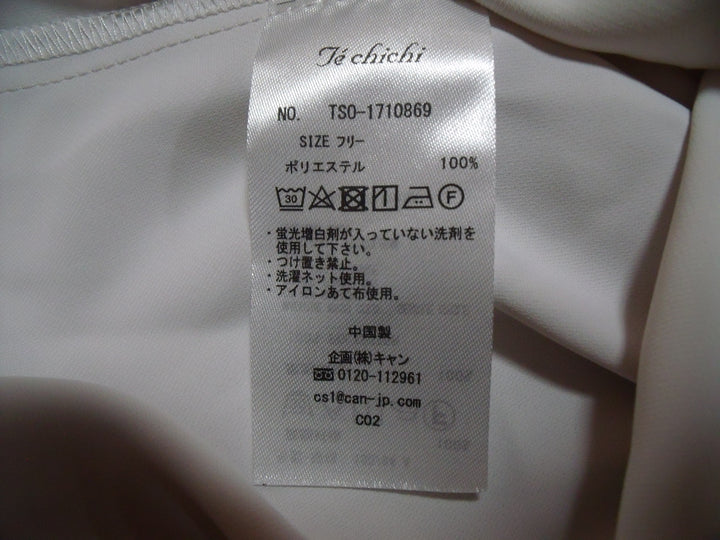 Té chichi
NO. TSO-1710869
SIZE フリー
ポリエステル 100%
30 F
・蛍光増白剤が入っていない洗剤を
使用して下さい。
・つけ置き禁止。
・洗濯ネット使用。
・アイロンあて布使用。
中国製
企画(株)キャン
0120-112961
cs1@can-jp.com
C02